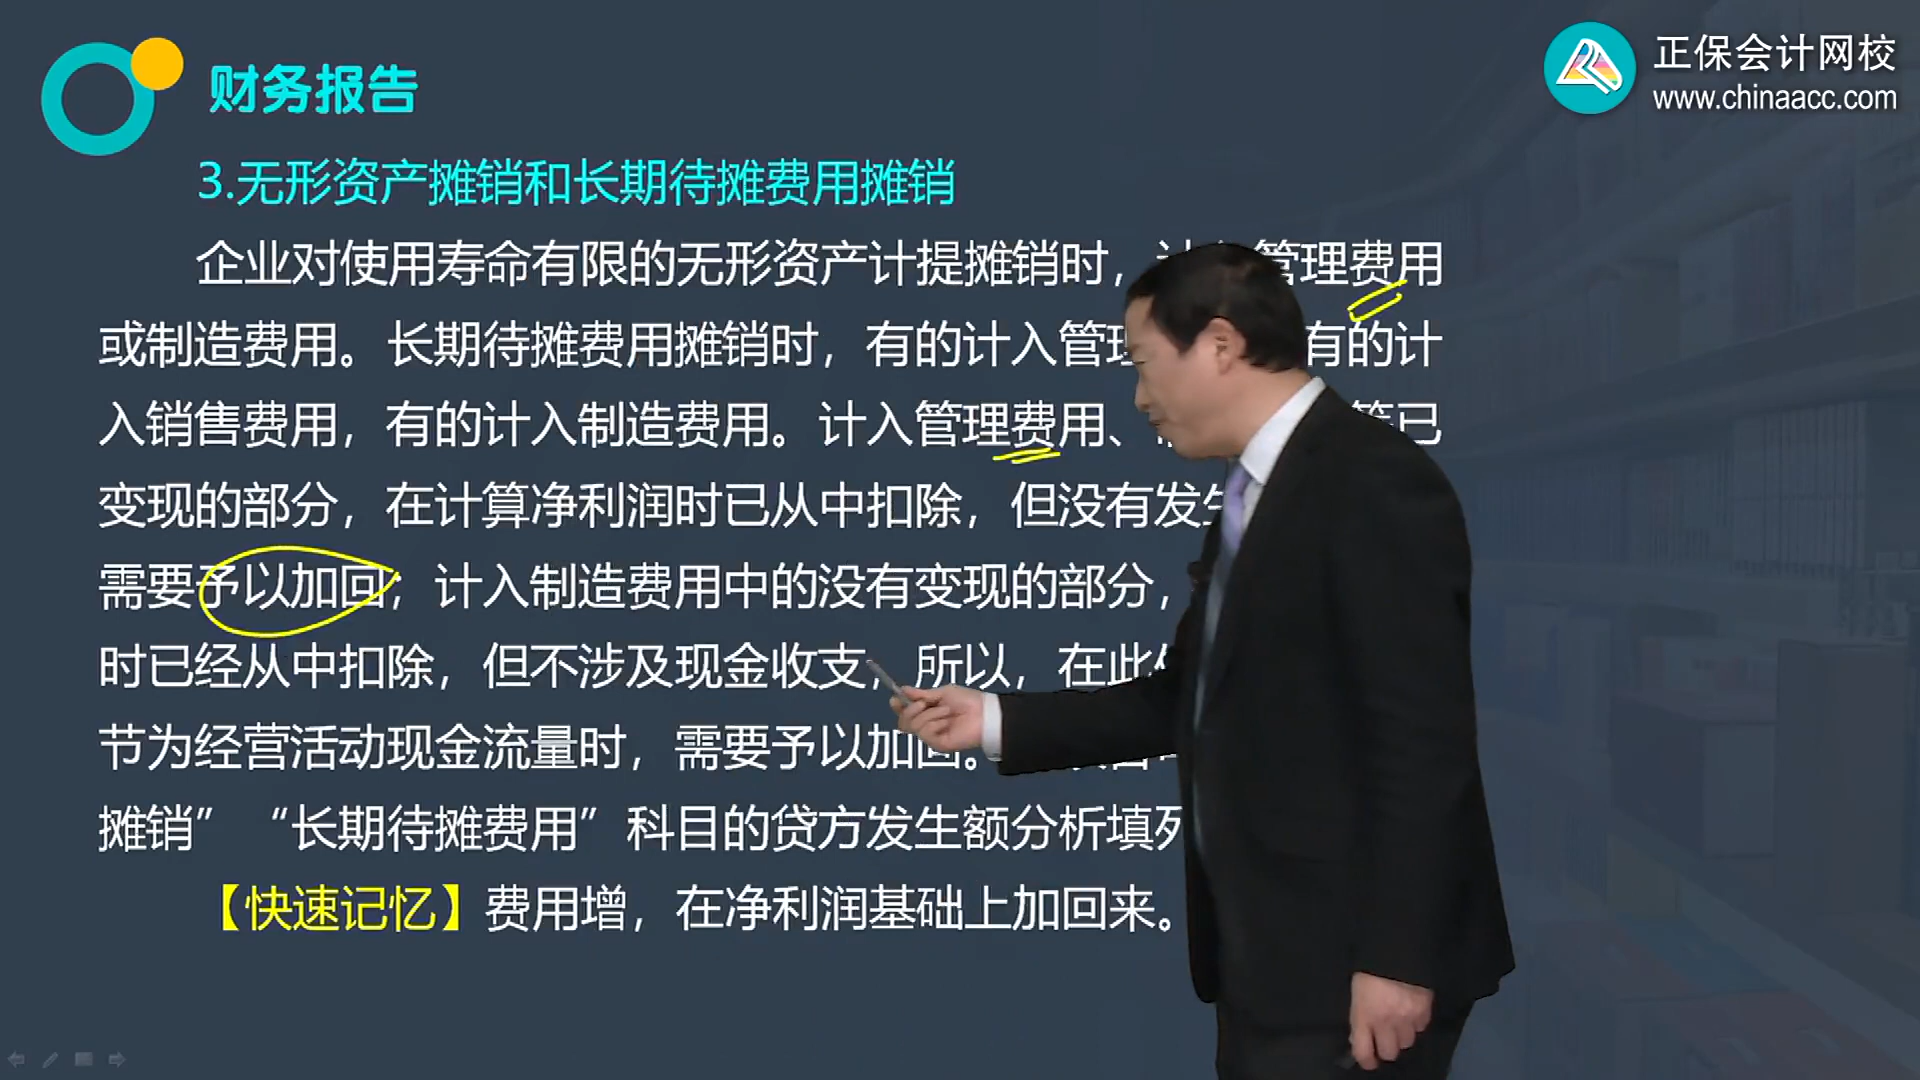 财务报告
正保会计网校
www.chinaacc.com
3.无形资产摊销和长期待摊费用摊销
企业对使用寿命有限的无形资产计提摊销时，计 管理费用
或制造费用。长期待摊费用摊销时，有的计入管理 有的计
入销售费用，有的计入制造费用。计入管理费用、 等已
变现的部分，在计算净利润时已从中扣除，但没有发生
需要予以加回；计入制造费用中的没有变现的部分，
时已经从中扣除，但不涉及现金收支，所以，在此
节为经营活动现金流量时，需要予以加回。
摊销” “长期待摊费用”科目的贷方发生额分析填列
【快速记忆】费用增，在净利润基础上加回来。